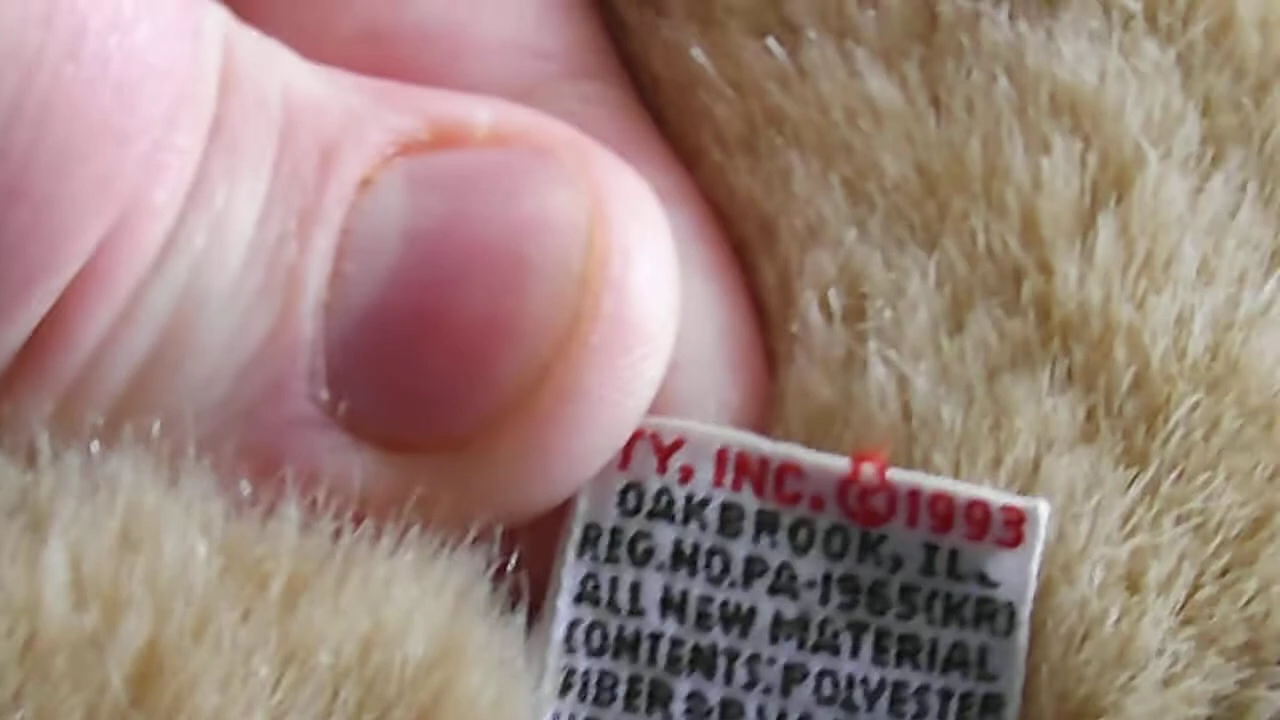 TY, INC. ©1993
OAKBROOK, IL
REG.NO.PA-1965(KR)
ALL NEW MATERIAL
CONTENTS:POLYESTER
FIBER &